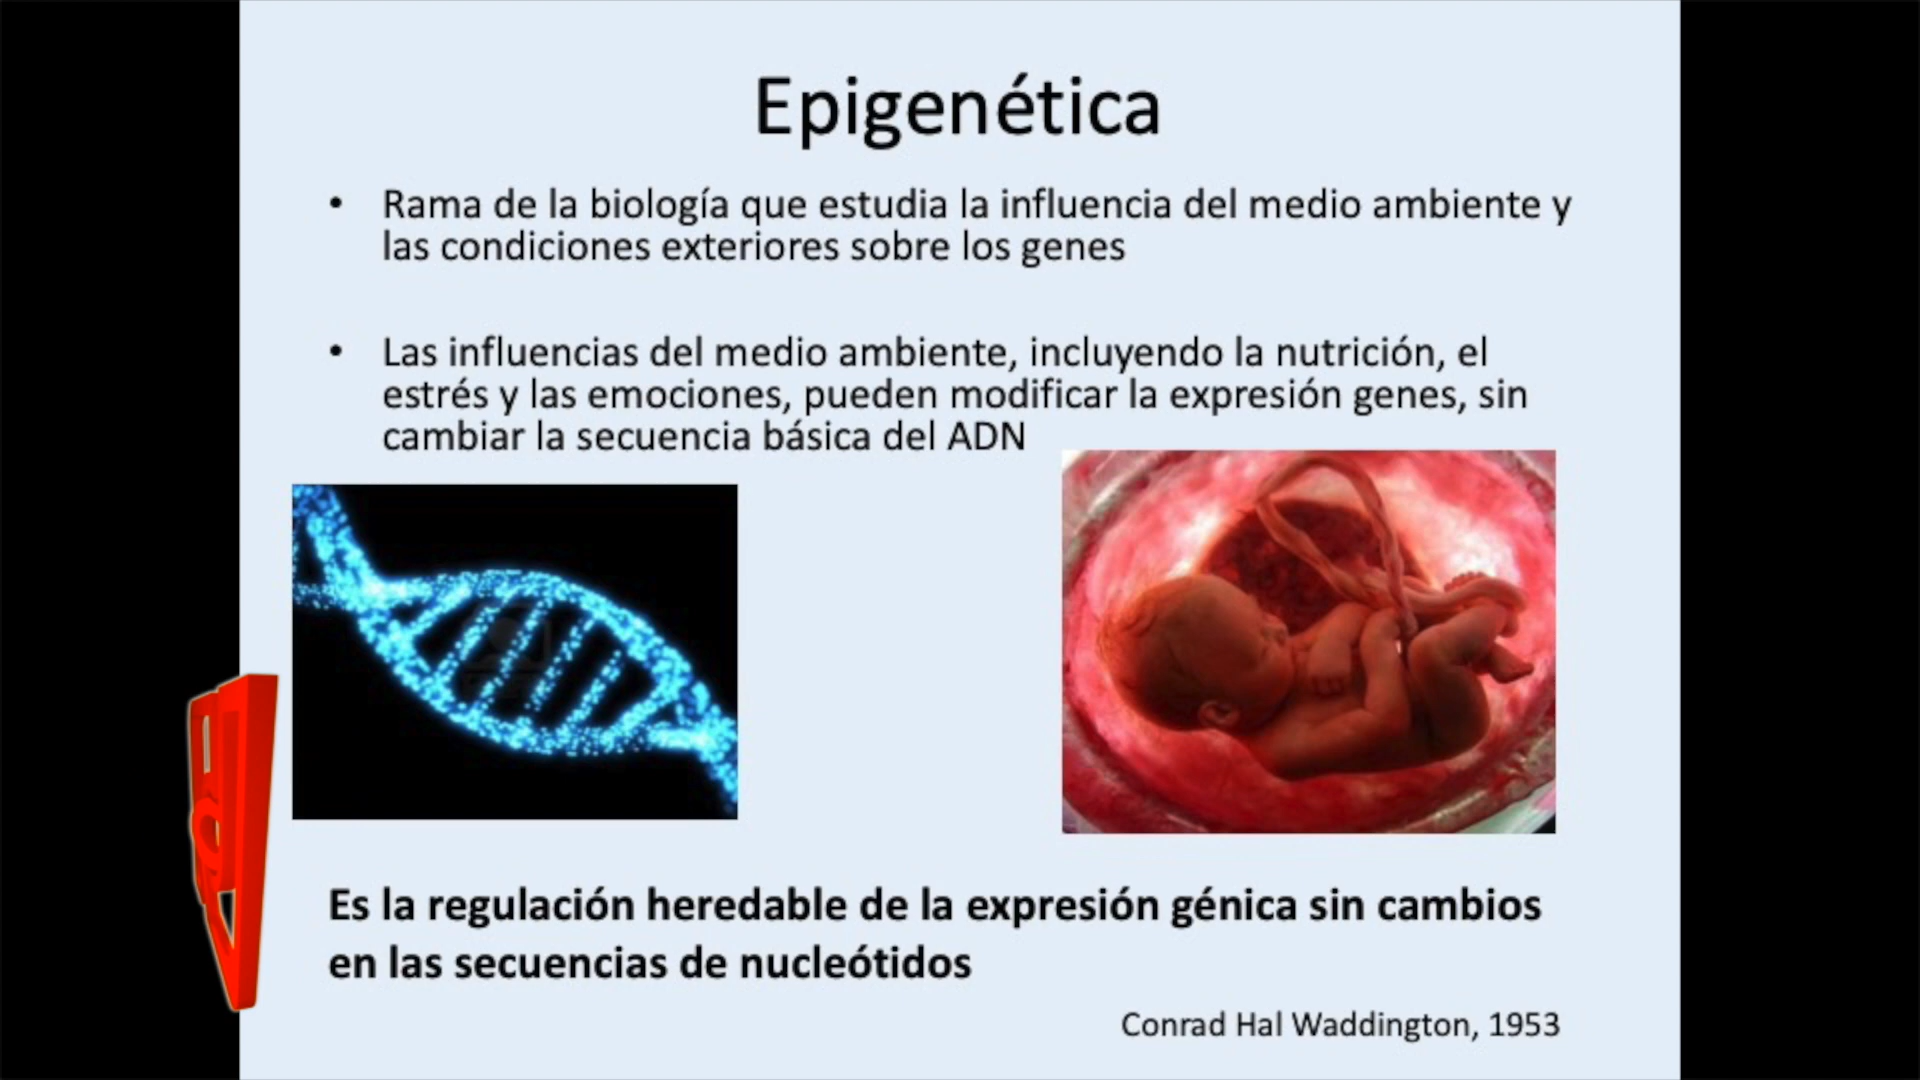 Epigenética
• Rama de la biología que estudia la influencia del medio ambiente y
las condiciones exteriores sobre los genes
• Las influencias del medio ambiente, incluyendo la nutrición, el
estrés y las emociones, pueden modificar la expresión genes, sin
cambiar la secuencia básica del ADN
Es la regulación heredable de la expresión génica sin cambios
en las secuencias de nucleótidos
Conrad Hal Waddington, 1953